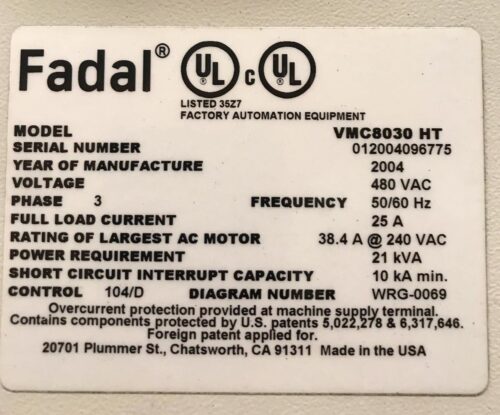 Fadal® UL c UL
LISTED 35Z7
FACTORY AUTOMATION EQUIPMENT
MODEL VMC8030 HT
SERIAL NUMBER 012004096775
YEAR OF MANUFACTURE 2004
VOLTAGE 480 VAC
PHASE 3 FREQUENCY 50/60 Hz
FULL LOAD CURRENT 25 A
RATING OF LARGEST AC MOTOR 38.4 A @ 240 VAC
POWER REQUIREMENT 21 kVA
SHORT CIRCUIT INTERRUPT CAPACITY 10 kA min.
CONTROL 104/D DIAGRAM NUMBER WRG-0069
Overcurrent protection provided at machine supply terminal.
Contains components protected by U.S. patents 5,022,278 & 6,317,646.
Foreign patent applied for.
20701 Plummer St., Chatsworth, CA 91311 Made in the USA